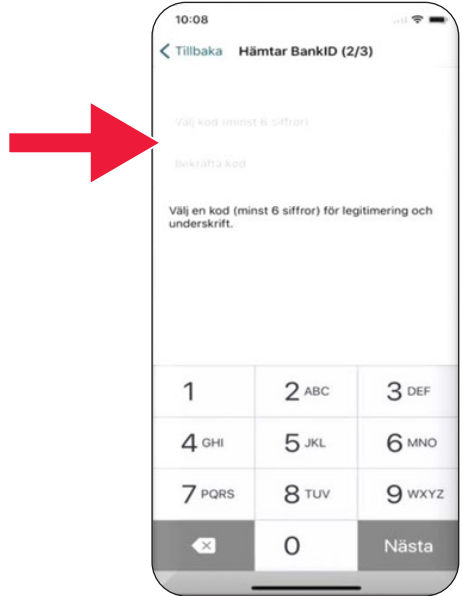 10:08
Tillbaka Hämtar BankID (2/3)
Välj kod (minst 6 siffror)
Bekräfta kod
Välj en kod (minst 6 siffror) för legitimering och
underskrift.
1 2 ABC 3 DEF
4 GHI 5 JKL 6 MNO
7 PQRS 8 TUV 9 WXYZ
0 Nästa